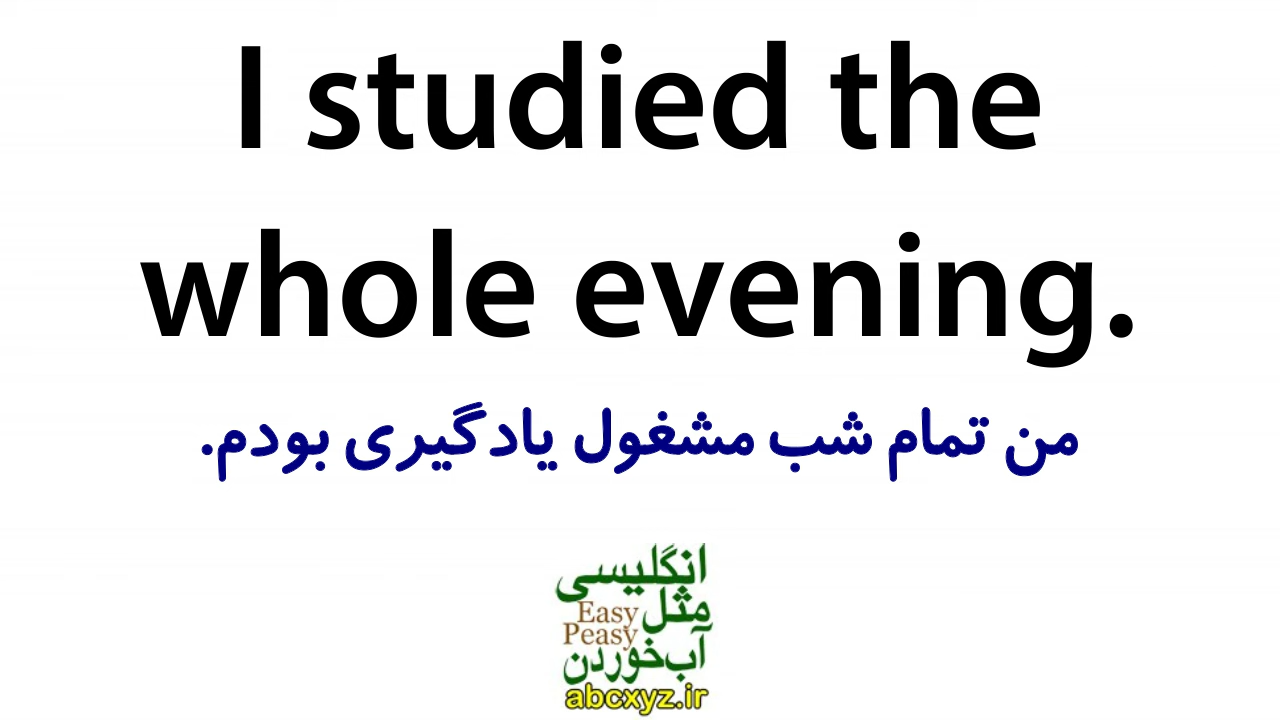 I studied the
whole evening.
من تمام شب مشغول یادگیری بودم.
انگلیسی
مثل Easy
Peasy
آب‌خوردن
abcxyz.ir